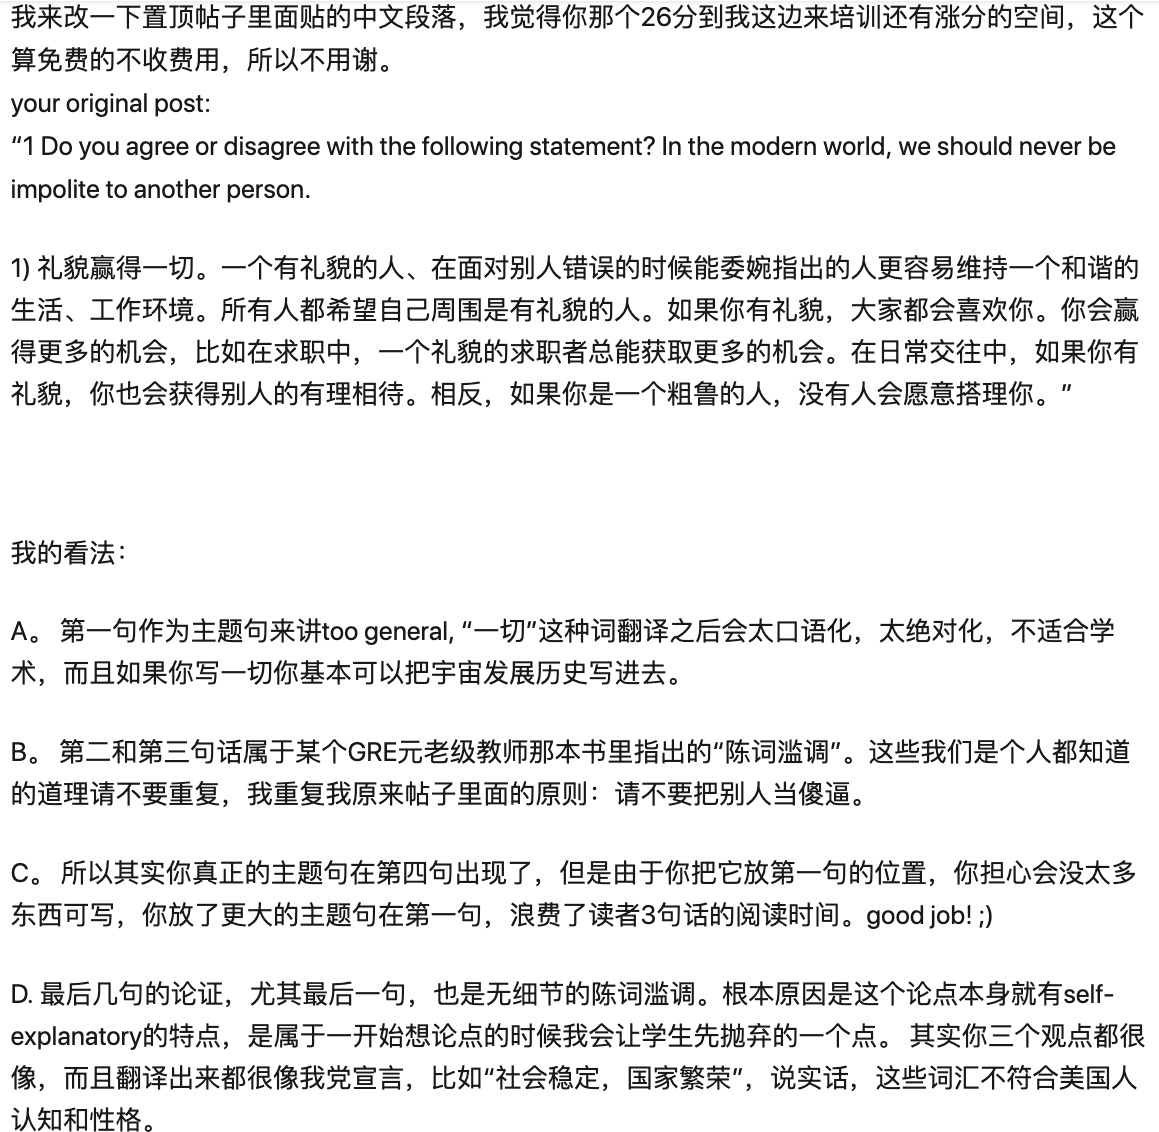 我来改一下置顶帖子里面贴的中文段落，我觉得你那个26分到我这边来培训还有涨分的空间，这个
算免费的不收费用，所以不用谢。
your original post:
“1 Do you agree or disagree with the following statement? In the modern world, we should never be
impolite to another person.
1) 礼貌赢得一切。一个有礼貌的人、在面对别人错误的时候能委婉指出的人更容易维持一个和谐的
生活、工作环境。所有人都希望自己周围是有礼貌的人。如果你有礼貌，大家都会喜欢你。你会赢
得更多的机会，比如在求职中，一个礼貌的求职者总能获取更多的机会。在日常交往中，如果你有
礼貌，你也会获得别人的有理相待。相反，如果你是一个粗鲁的人，没有人会愿意搭理你。”
我的看法：
A。 第一句作为主题句来讲too general, “一切”这种词翻译之后会太口语化，太绝对化，不适合学
术，而且如果你写一切你基本可以把宇宙发展历史写进去。
B。 第二和第三句话属于某个GRE元老级教师那本书里指出的“陈词滥调”。这些我们是个人都知道
的道理请不要重复，我重复我原来帖子里面的原则：请不要把别人当傻逼。
C。 所以其实你真正的主题句在第四句出现了，但是由于你把它放第一句的位置，你担心会没太多
东西可写，你放了更大的主题句在第一句，浪费了读者3句话的阅读时间。good job! ;)
D. 最后几句的论证，尤其最后一句，也是无细节的陈词滥调。根本原因是这个论点本身就有self-
explanatory的特点，是属于一开始想论点的时候我会让学生先抛弃的一个点。 其实你三个观点都很
像，而且翻译出来都很像我党宣言，比如“社会稳定，国家繁荣”，说实话，这些词汇不符合美国人
认知和性格。